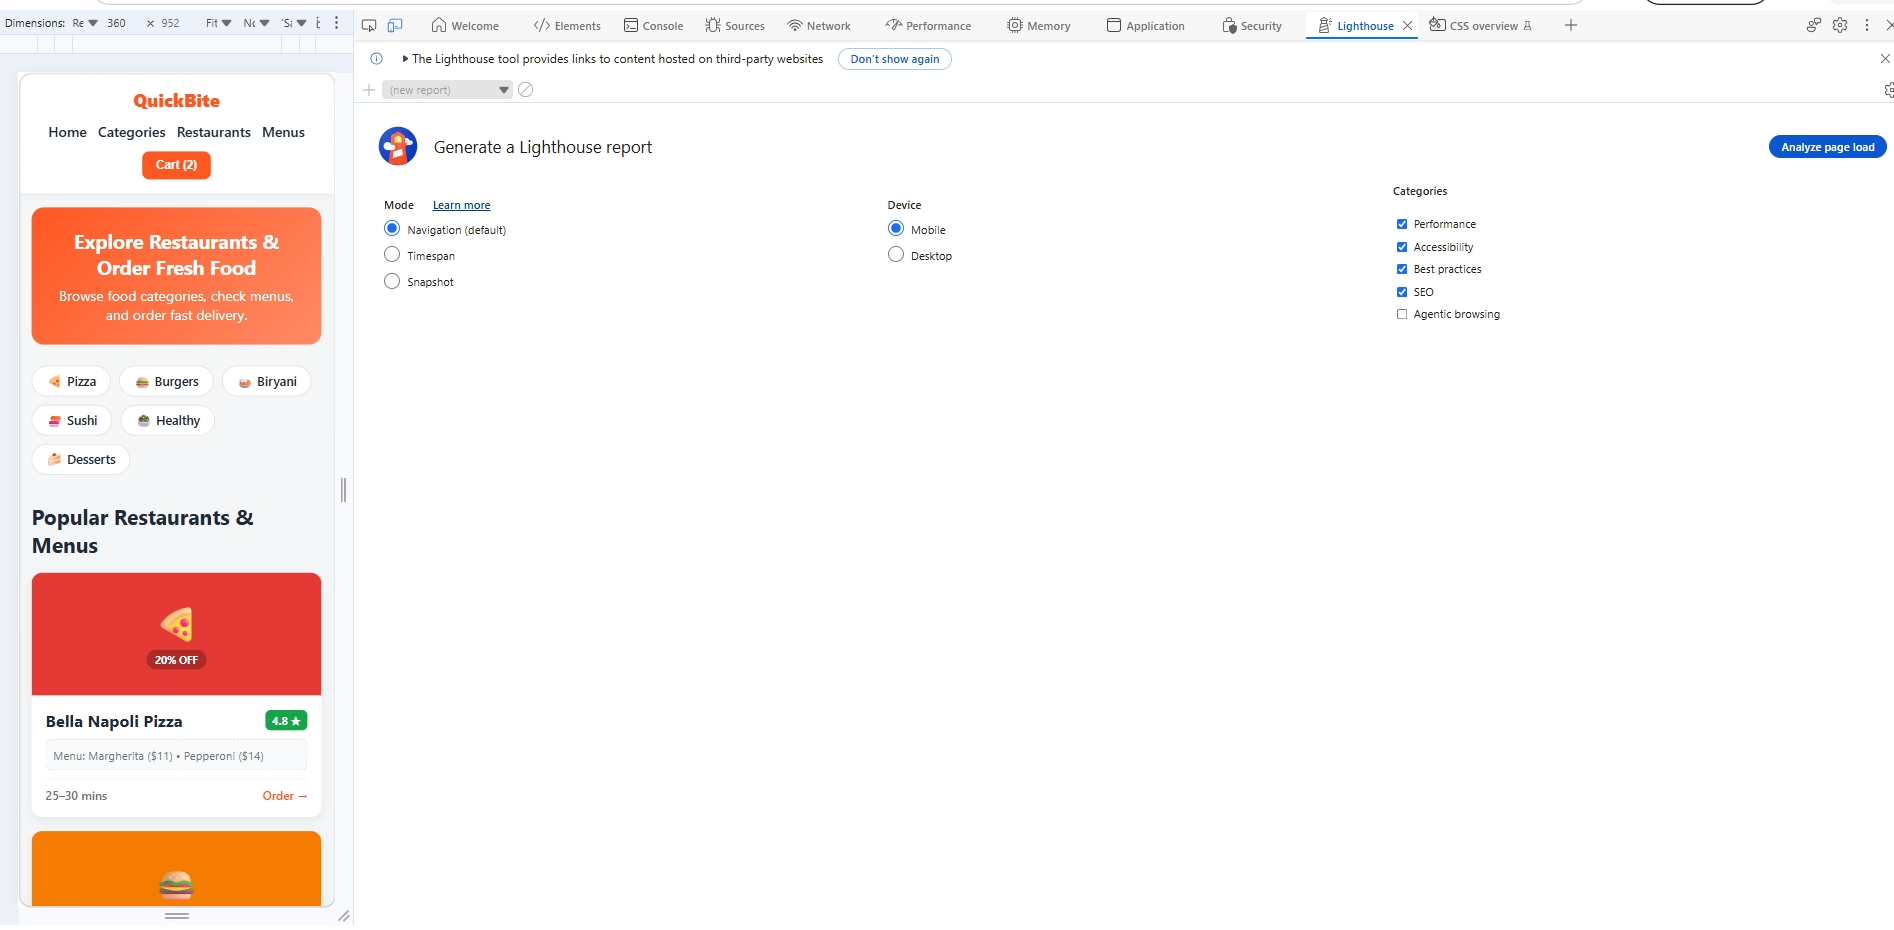 Dimensions: Re 360 × 952 Fit
Welcome Elements Console Sources Network Performance Memory Application Security Lighthouse CSS overview
The Lighthouse tool provides links to content hosted on third-party websites Don't show again
(new report)
Generate a Lighthouse report
Analyze page load
Mode Learn more
Navigation (default)
Timespan
Snapshot
Device
Mobile
Desktop
Categories
Performance
Accessibility
Best practices
SEO
Agentic browsing
QuickBite
Home Categories Restaurants Menus
Cart (2)
Explore Restaurants &
Order Fresh Food
Browse food categories, check menus,
and order fast delivery.
Pizza Burgers Biryani
Sushi Healthy
Desserts
Popular Restaurants &
Menus
20% OFF
Bella Napoli Pizza 4.8 ★
Menu: Margherita ($11) • Pepperoni ($14)
25–30 mins Order →